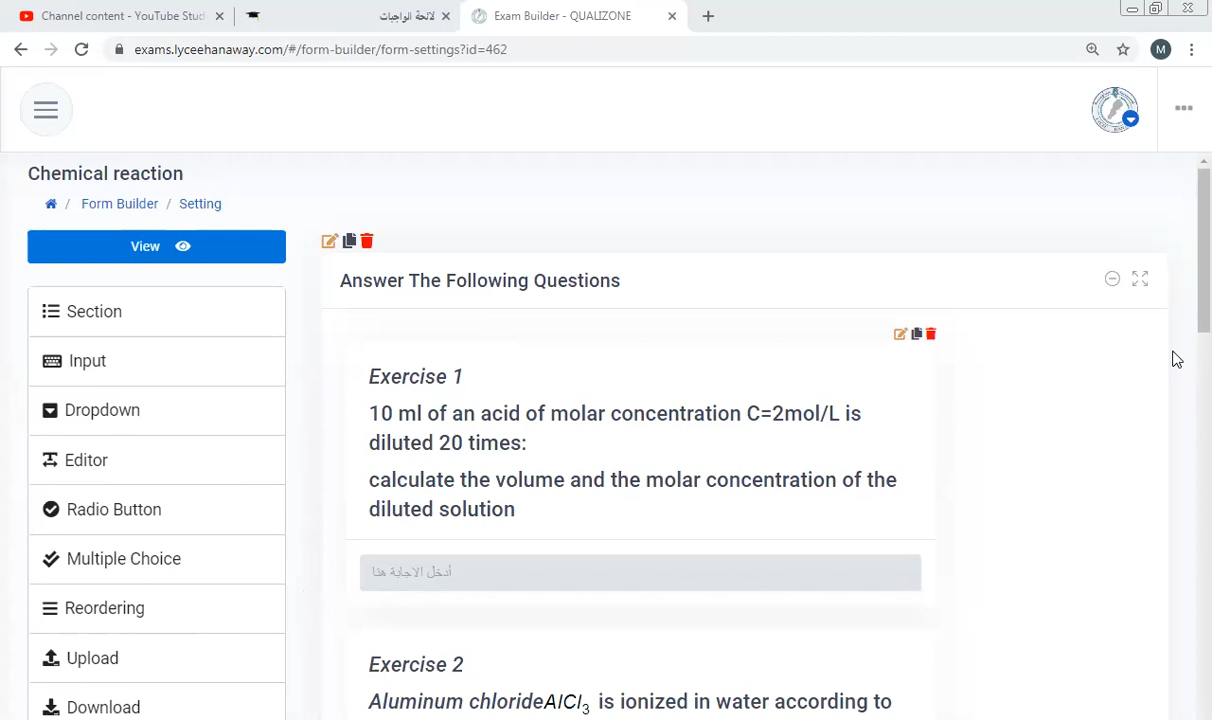 Channel content - YouTube Stud
لائحة الواجبات
Exam Builder - QUALIZONE
exams.lyceehanaway.com/#/form-builder/form-settings?id=462
M
Chemical reaction
/ Form Builder / Setting
View
Section
Input
Dropdown
Editor
Radio Button
Multiple Choice
Reordering
Upload
Download
Answer The Following Questions
Exercise 1
10 ml of an acid of molar concentration C=2mol/L is
diluted 20 times:
calculate the volume and the molar concentration of the
diluted solution
أدخل الاجابة هنا
Exercise 2
Aluminum chlorideAlCl₃ is ionized in water according to